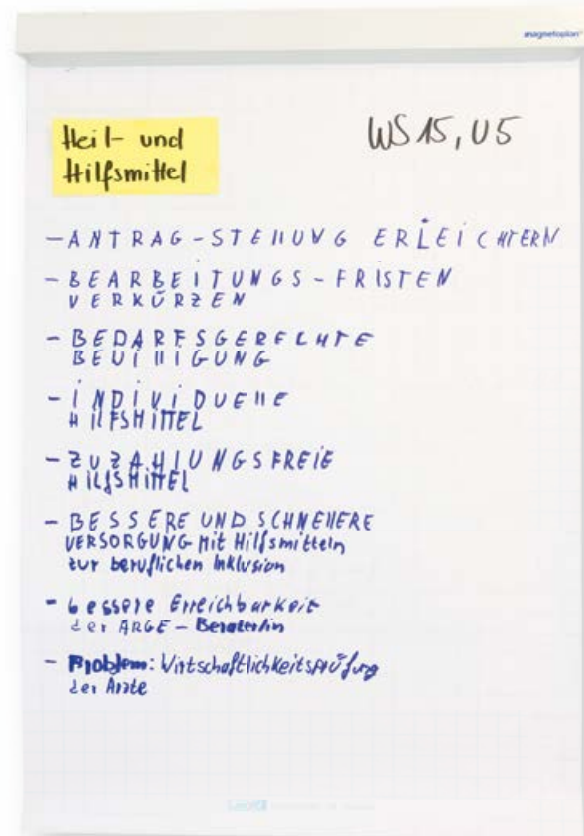 magnetoplan
Heil- und
Hilfsmittel
WS 15, U5
- ANTRAG-STELLUNG ERLEICHTERN
- BEARBEITUNGS-FRISTEN
VERKÜRZEN
- BEDARFSGERECHTE
BEWILLIGUNG
- INDIVIDUELLE
HILFSMITTEL
- ZUZAHLUNGSFREIE
HILFSMITTEL
- BESSERE UND SCHNELLERE
VERSORGUNG Mit Hilfsmitteln
zur beruflichen Inklusion
- bessere Erreichbarkeit
der ARGE-BeraterIn
- Problem: Wirtschaftlichkeitsprüfung
der Ärzte